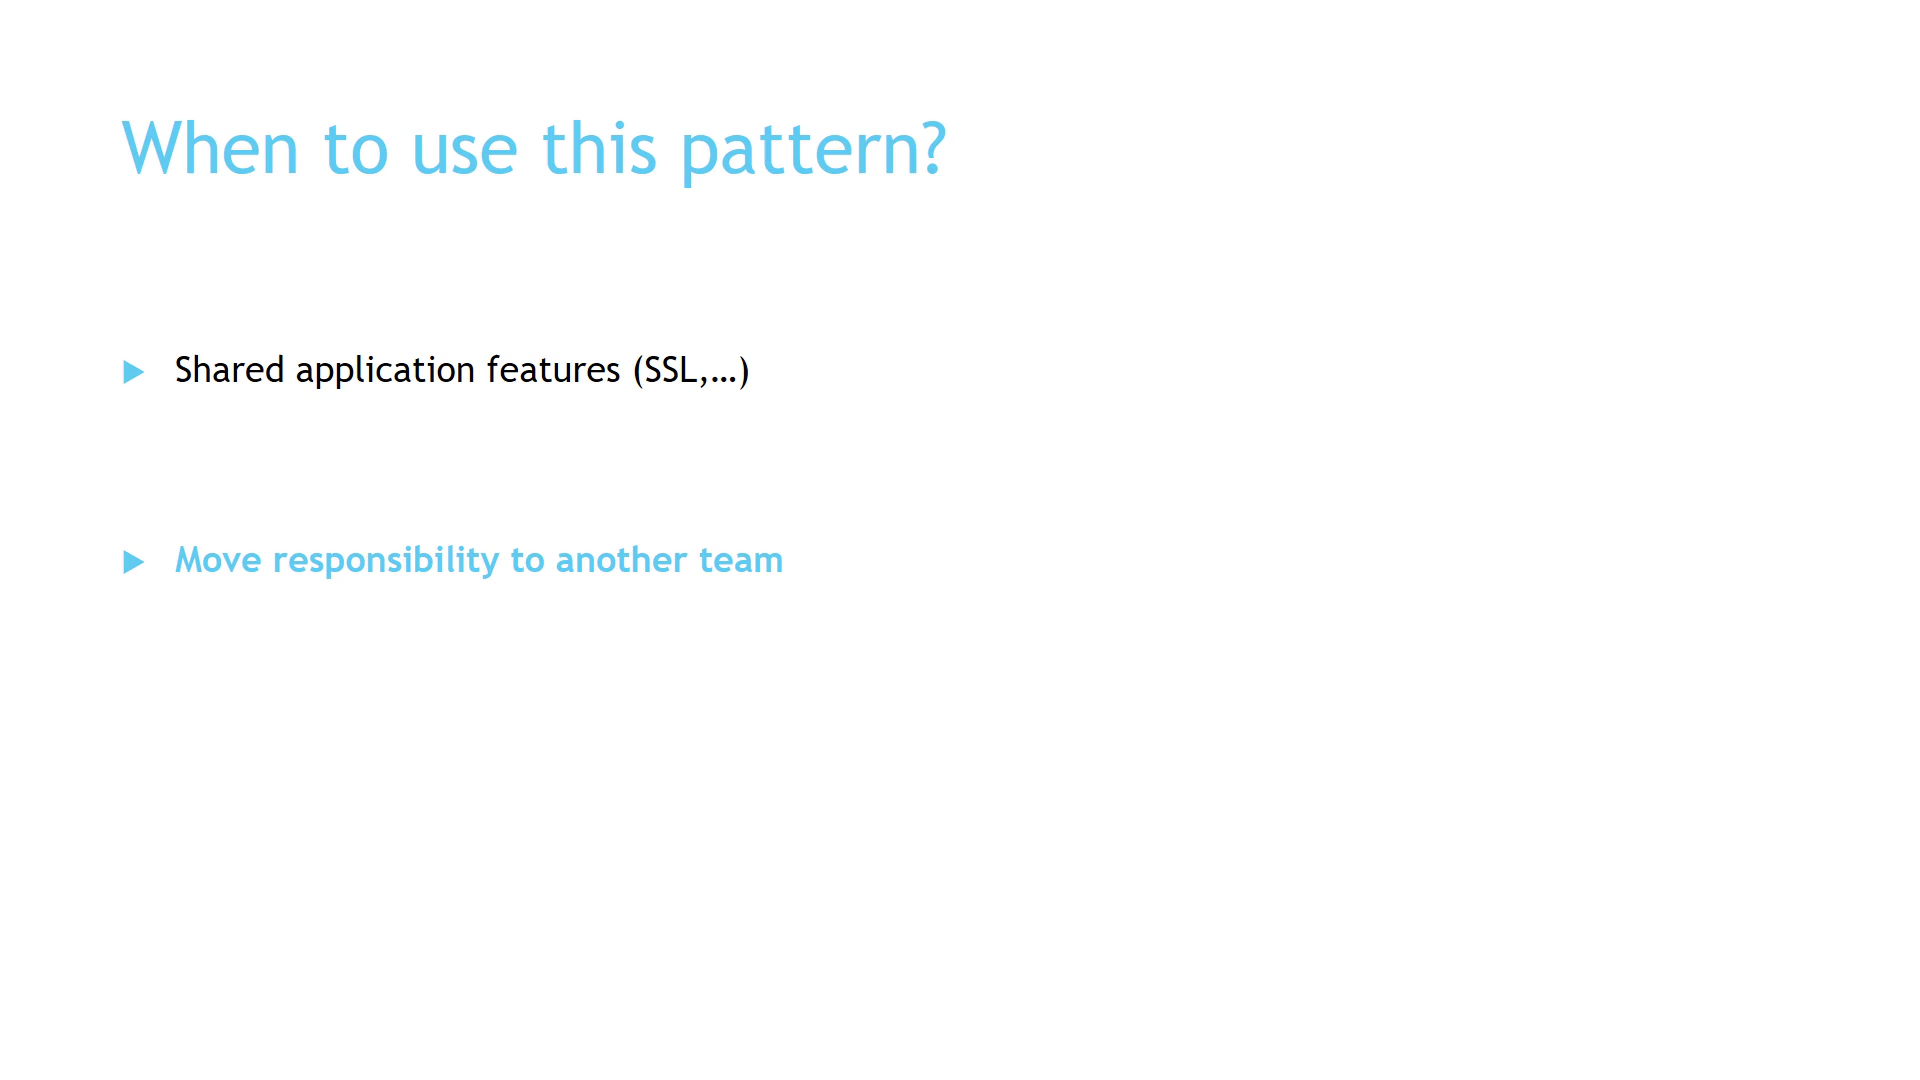 When to use this pattern?
Shared application features (SSL,...)
Move responsibility to another team